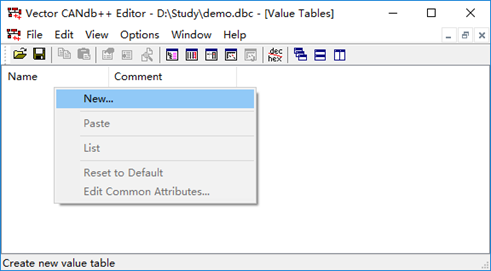 Vector CANdb++ Editor - D:\Study\demo.dbc - [Value Tables]
File Edit View Options Window Help
dec
hex
Name Comment
New...
Paste
List
Reset to Default
Edit Common Attributes...
Create new value table